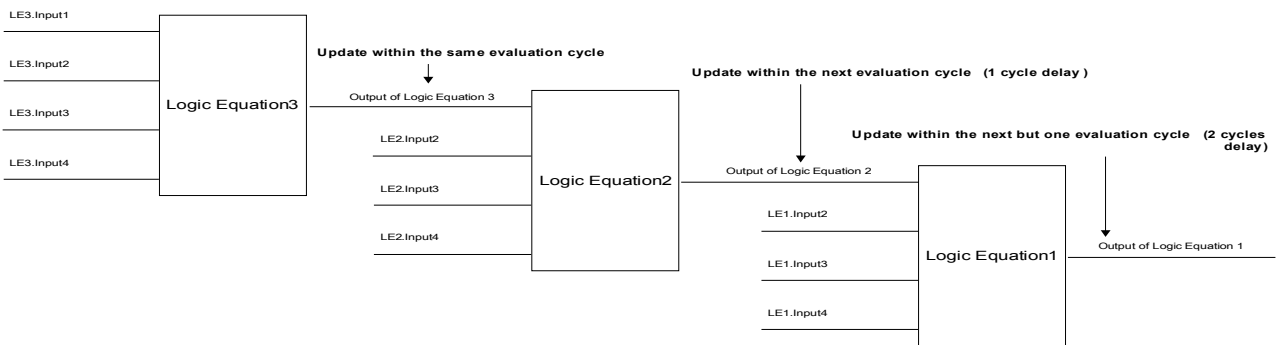 LE3.Input1
LE3.Input2
LE3.Input3
LE3.Input4
Logic Equation3
Update within the same evaluation cycle
Output of Logic Equation 3
LE2.Input2
LE2.Input3
LE2.Input4
Logic Equation2
Update within the next evaluation cycle (1 cycle delay )
Output of Logic Equation 2
LE1.Input2
LE1.Input3
LE1.Input4
Logic Equation1
Update within the next but one evaluation cycle (2 cycles
delay)
Output of Logic Equation 1